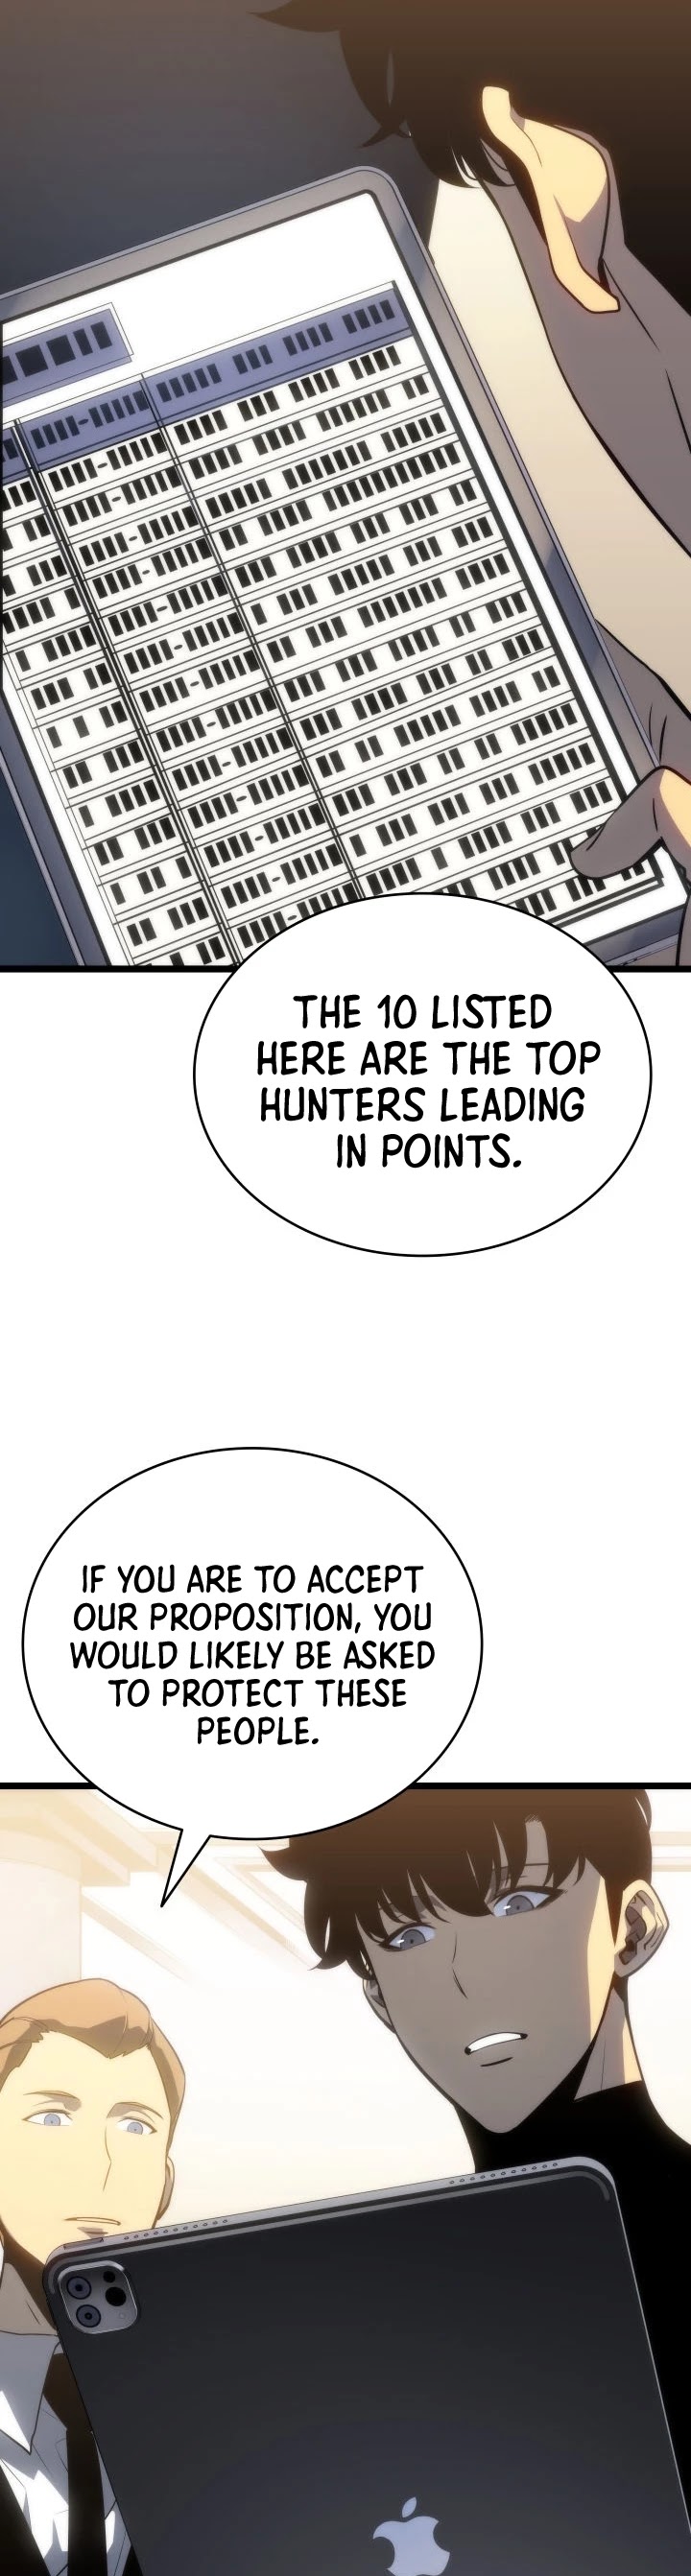 THE 10 LISTED
HERE ARE THE TOP
HUNTERS LEADING
IN POINTS.
IF YOU ARE TO ACCEPT
OUR PROPOSITION, YOU
WOULD LIKELY BE ASKED
TO PROTECT THESE
PEOPLE.